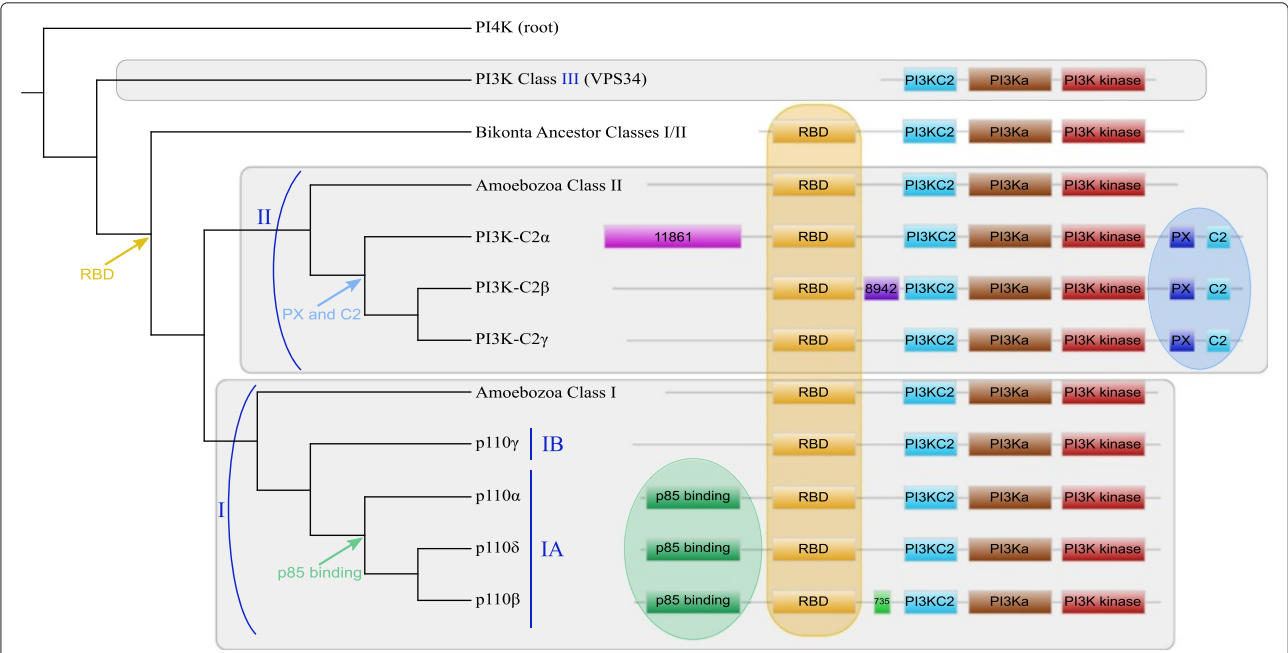 PI4K (root)
PI3K Class III (VPS34) PI3KC2 PI3Ka PI3K kinase
Bikonta Ancestor Classes I/II RBD PI3KC2 PI3Ka PI3K kinase
Amoebozoa Class II RBD PI3KC2 PI3Ka PI3K kinase
II
PI3K-C2α 11861 RBD PI3KC2 PI3Ka PI3K kinase PX C2
RBD
PI3K-C2β RBD 8942 PI3KC2 PI3Ka PI3K kinase PX C2
PX and C2
PI3K-C2γ RBD PI3KC2 PI3Ka PI3K kinase PX C2
Amoebozoa Class I RBD PI3KC2 PI3Ka PI3K kinase
p110γ IB RBD PI3KC2 PI3Ka PI3K kinase
p110α p85 binding RBD PI3KC2 PI3Ka PI3K kinase
I
p110δ IA p85 binding RBD PI3KC2 PI3Ka PI3K kinase
p85 binding
p110β p85 binding RBD 735 PI3KC2 PI3Ka PI3K kinase